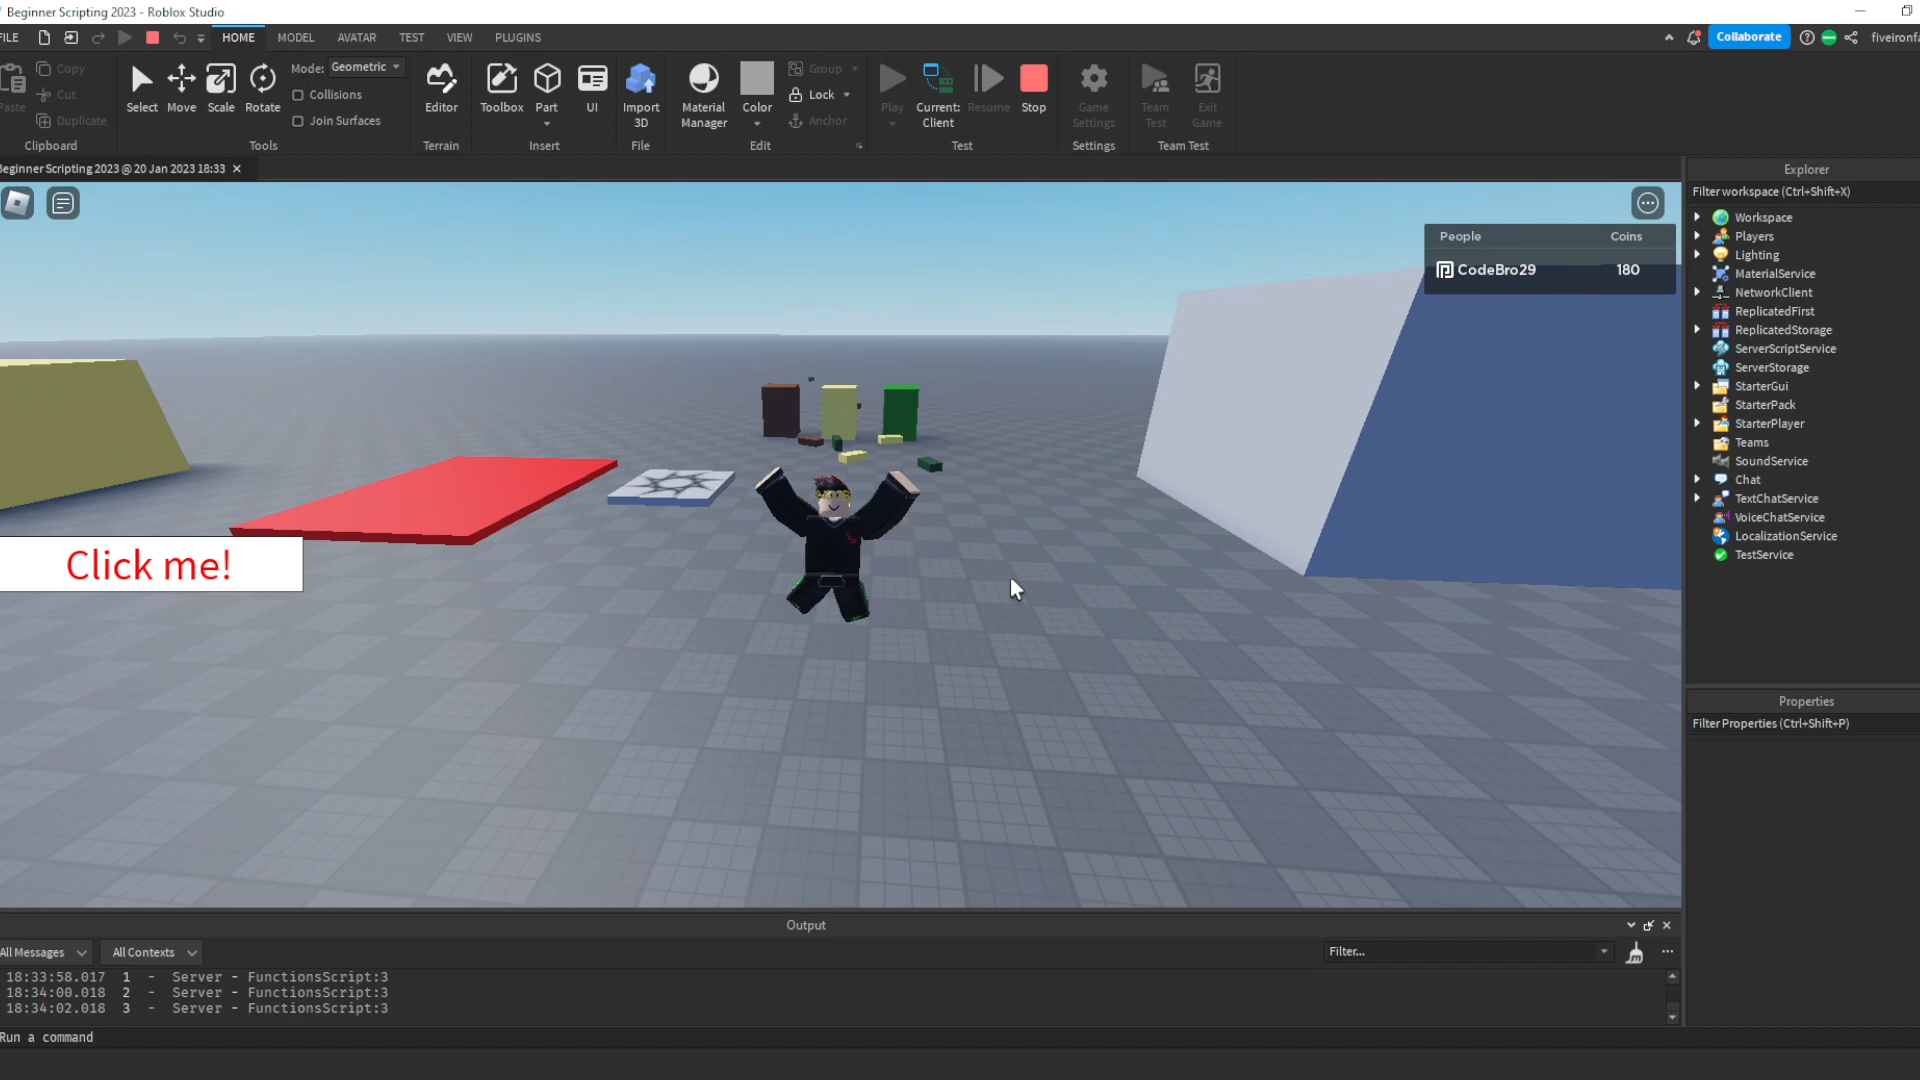 Beginner Scripting 2023 - Roblox Studio
FILE HOME MODEL AVATAR TEST VIEW PLUGINS Collaborate fiveironfa
Paste Copy Cut Duplicate
Clipboard
Select Move Scale Rotate
Mode: Geometric
Collisions
Join Surfaces
Tools
Editor
Terrain
Toolbox Part UI
Insert
Import 3D
File
Material Manager Color Group Lock Anchor
Edit
Play Current: Client Resume Stop
Test
Game Settings
Settings
Team Test Exit Game
Team Test
Beginner Scripting 2023 @ 20 Jan 2023 18:33
People Coins
CodeBro29 180
Click me!
Explorer
Filter workspace (Ctrl+Shift+X)
Workspace
Players
Lighting
MaterialService
NetworkClient
ReplicatedFirst
ReplicatedStorage
ServerScriptService
ServerStorage
StarterGui
StarterPack
StarterPlayer
Teams
SoundService
Chat
TextChatService
VoiceChatService
LocalizationService
TestService
Properties
Filter Properties (Ctrl+Shift+P)
Output
All Messages All Contexts Filter...
18:33:58.017 1 - Server - FunctionsScript:3
18:34:00.018 2 - Server - FunctionsScript:3
18:34:02.018 3 - Server - FunctionsScript:3
Run a command